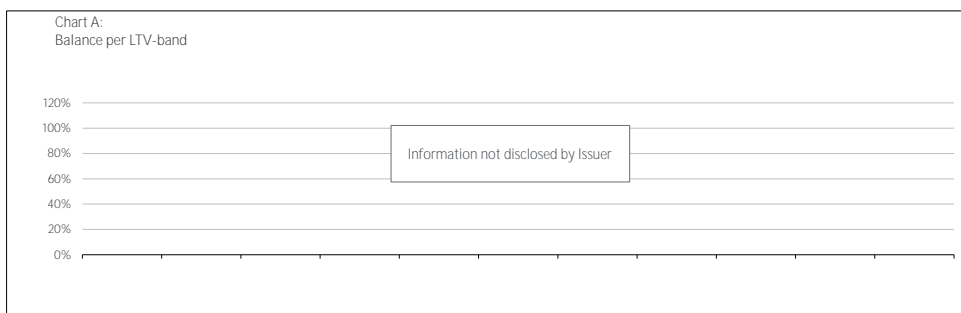 Chart A:
Balance per LTV-band
120%
100%
80%
Information not disclosed by Issuer
60%
40%
20%
0%